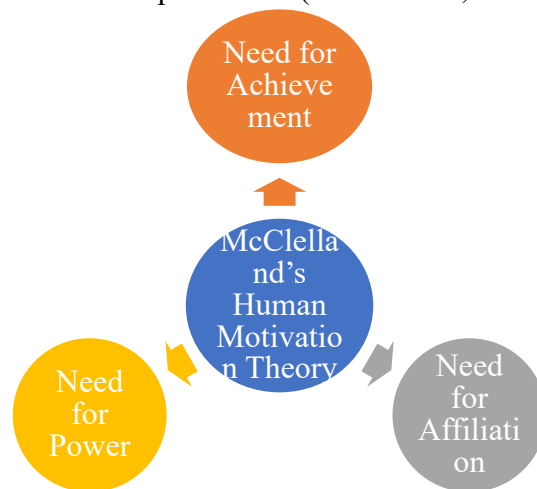 Need for
Achieve
ment
McClella
nd’s
Human
Motivatio
n Theory
Need
for
Power
Need
for
Affiliati
on